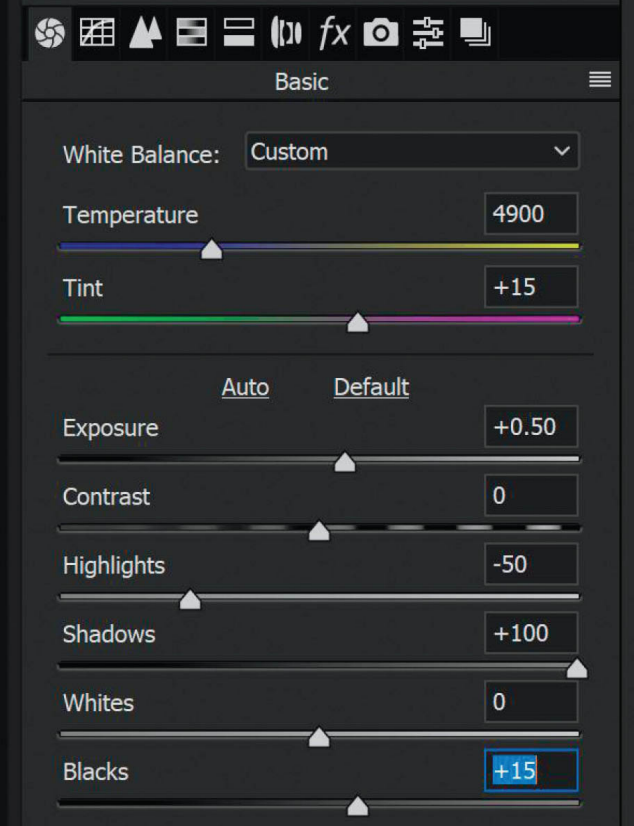 fx
Basic
White Balance: Custom
Temperature 4900
Tint +15
Auto Default
Exposure +0.50
Contrast 0
Highlights -50
Shadows +100
Whites 0
Blacks +15